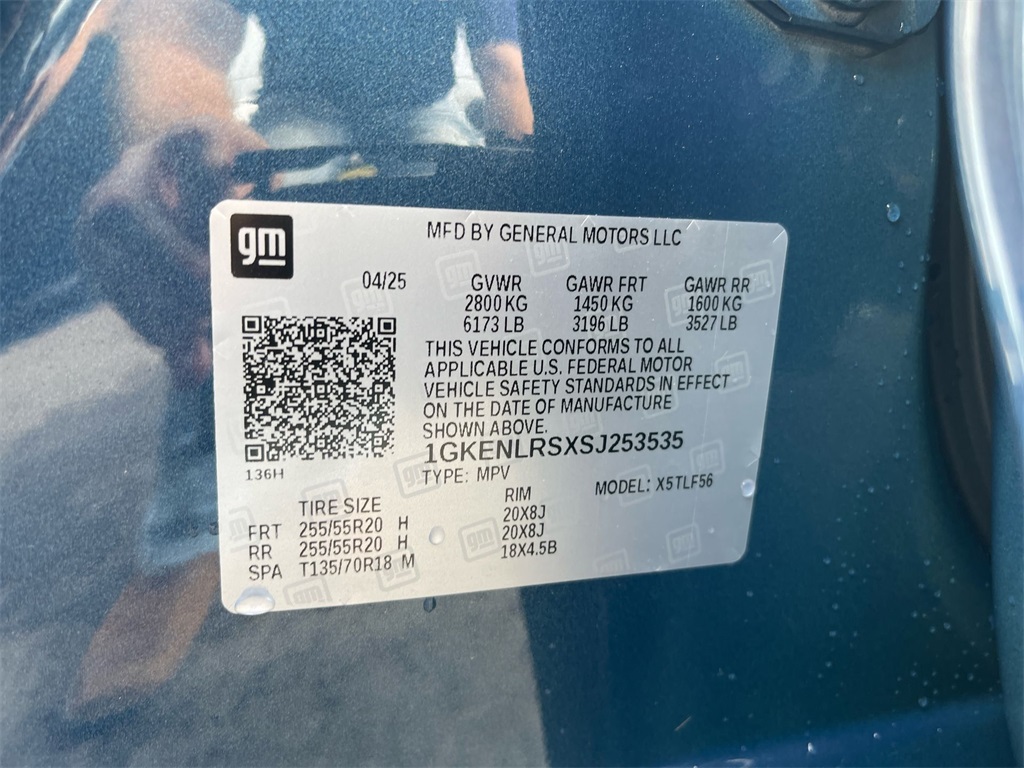 gm
MFD BY GENERAL MOTORS LLC
04/25 GVWR GAWR FRT GAWR RR
2800 KG 1450 KG 1600 KG
6173 LB 3196 LB 3527 LB
THIS VEHICLE CONFORMS TO ALL
APPLICABLE U.S. FEDERAL MOTOR
VEHICLE SAFETY STANDARDS IN EFFECT
ON THE DATE OF MANUFACTURE
SHOWN ABOVE.
1GKENLRSXSJ253535
136H
TYPE: MPV MODEL: X5TLF56
TIRE SIZE RIM
FRT 255/55R20 H 20X8J
RR 255/55R20 H 20X8J
SPA T135/70R18 M 18X4.5B